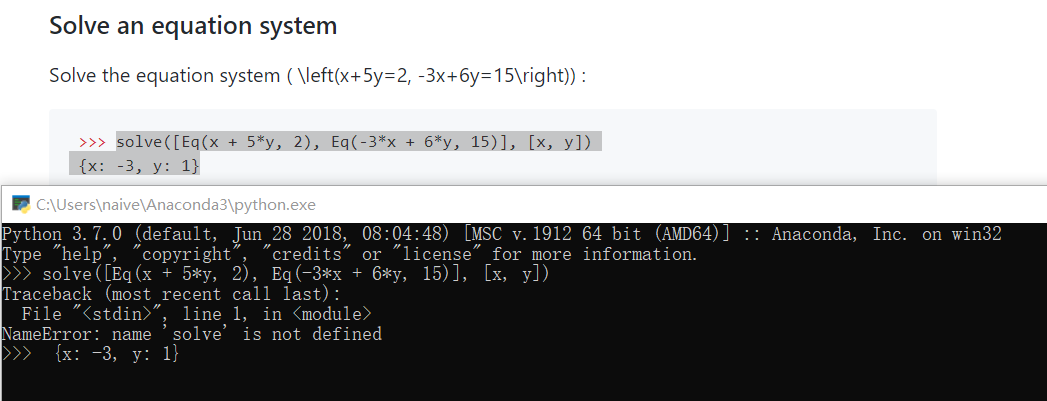 Solve an equation system
Solve the equation system ( \left(x+5y=2, -3x+6y=15\right)) :
>>> solve([Eq(x + 5*y, 2), Eq(-3*x + 6*y, 15)], [x, y])
{x: -3, y: 1}
C:\Users\naive\Anaconda3\python.exe
Python 3.7.0 (default, Jun 28 2018, 08:04:48) [MSC v.1912 64 bit (AMD64)] :: Anaconda, Inc. on win32
Type "help", "copyright", "credits" or "license" for more information.
>>> solve([Eq(x + 5*y, 2), Eq(-3*x + 6*y, 15)], [x, y])
Traceback (most recent call last):
  File "<stdin>", line 1, in <module>
NameError: name 'solve' is not defined
>>>  {x: -3, y: 1}